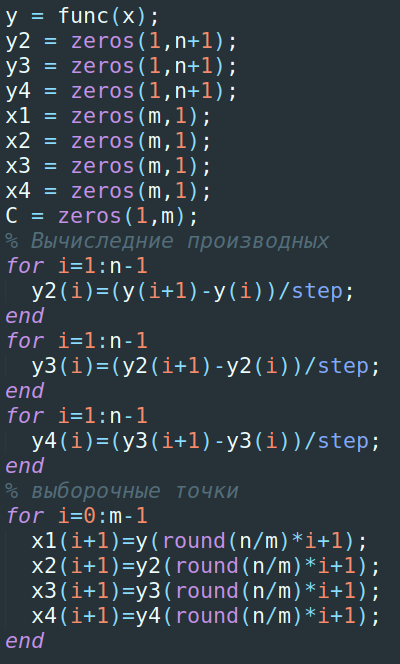 y = func(x);
y2 = zeros(1,n+1);
y3 = zeros(1,n+1);
y4 = zeros(1,n+1);
x1 = zeros(m,1);
x2 = zeros(m,1);
x3 = zeros(m,1);
x4 = zeros(m,1);
C = zeros(1,m);
% Вычиследние производных
for i=1:n-1
  y2(i)=(y(i+1)-y(i))/step;
end
for i=1:n-1
  y3(i)=(y2(i+1)-y2(i))/step;
end
for i=1:n-1
  y4(i)=(y3(i+1)-y3(i))/step;
end
% выборочные точки
for i=0:m-1
  x1(i+1)=y(round(n/m)*i+1);
  x2(i+1)=y2(round(n/m)*i+1);
  x3(i+1)=y3(round(n/m)*i+1);
  x4(i+1)=y4(round(n/m)*i+1);
end